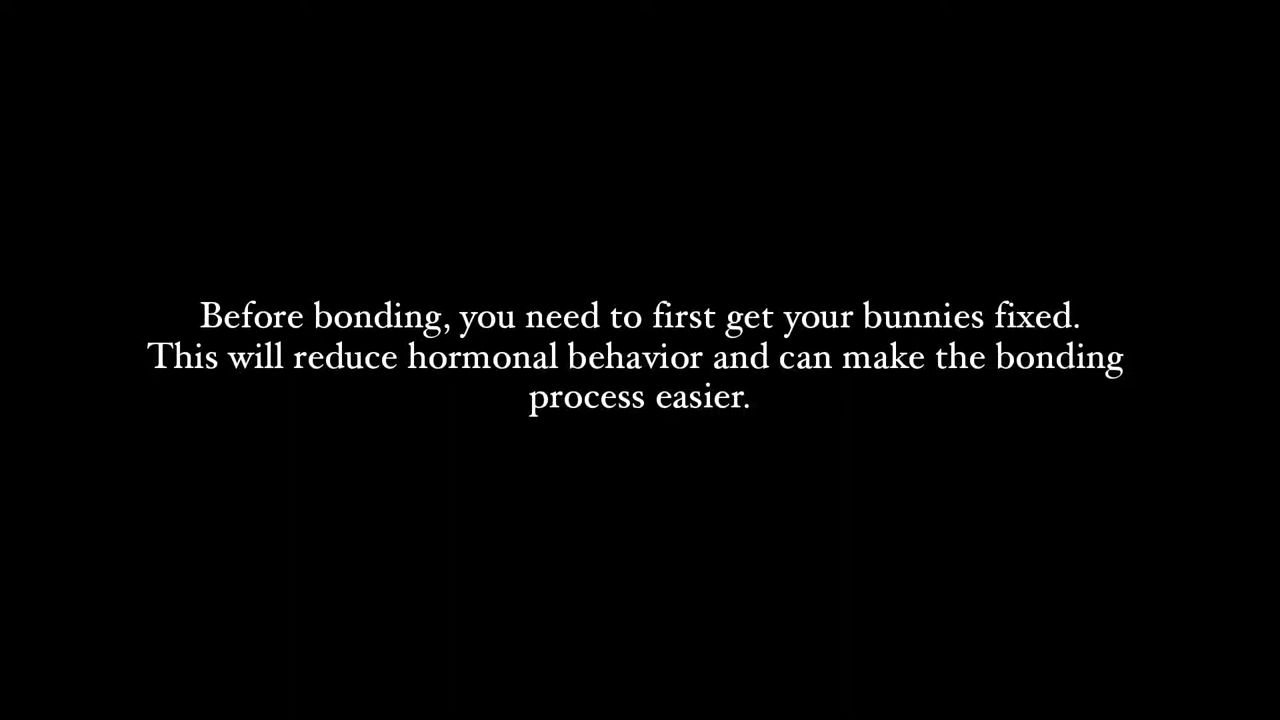 Before bonding, you need to first get your bunnies fixed.
This will reduce hormonal behavior and can make the bonding
process easier.